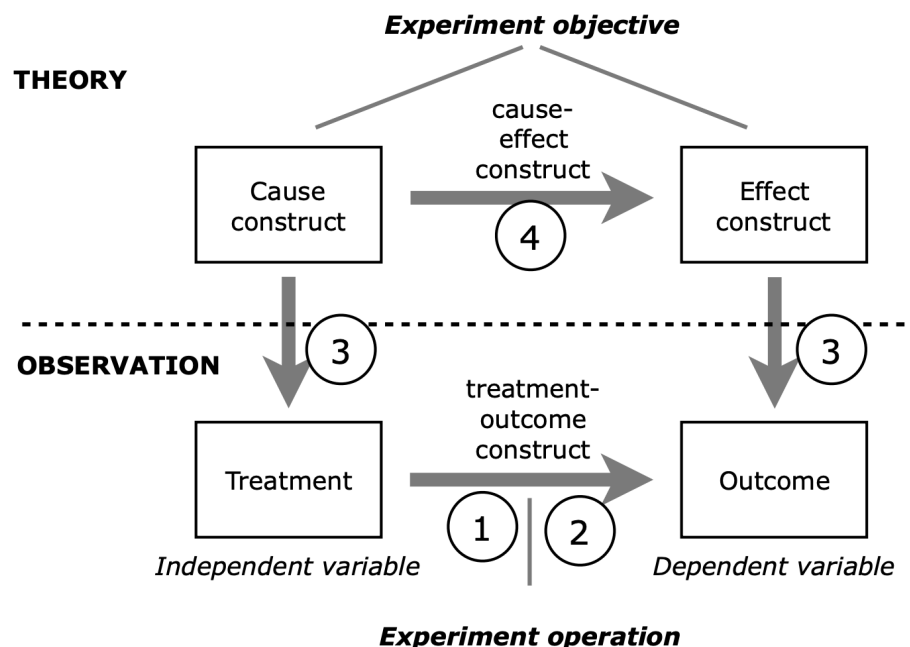 Experiment objective
THEORY
cause-
effect
construct
Cause
construct
Effect
construct
4
3
3
OBSERVATION
treatment-
outcome
construct
Treatment
Outcome
1
2
Independent variable
Dependent variable
Experiment operation